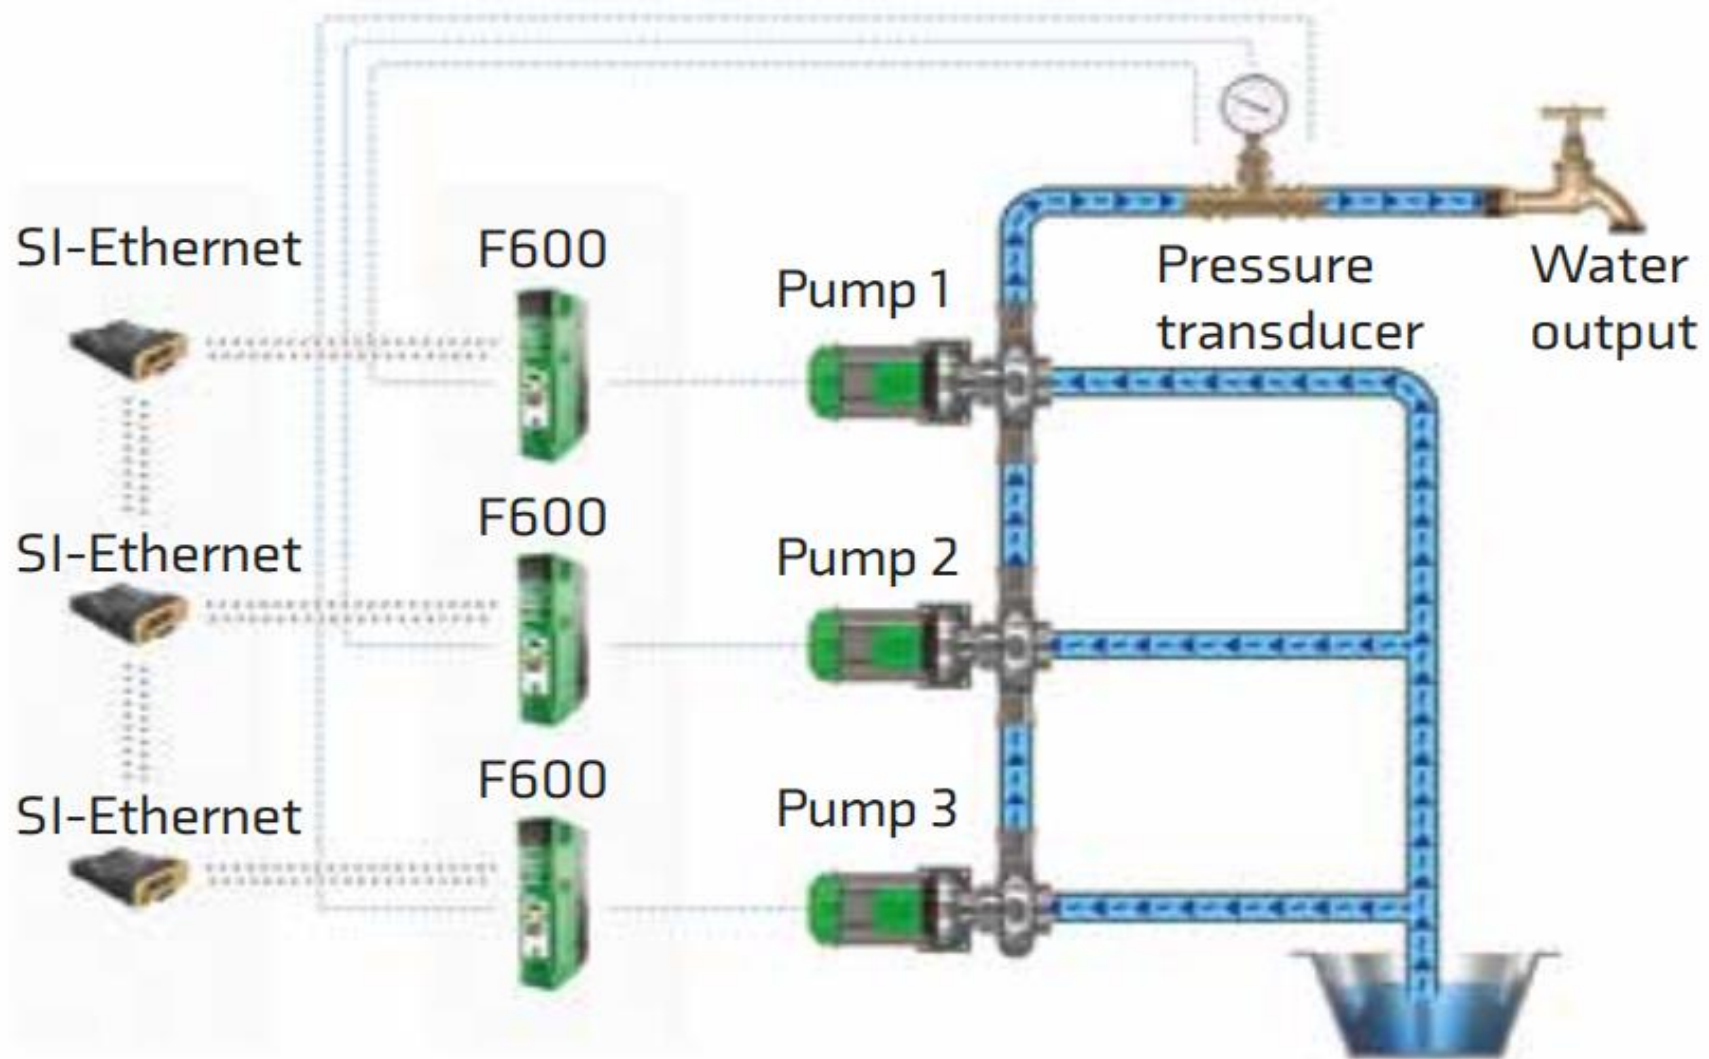 SI-Ethernet
F600
Pump 1
Pressure
transducer
Water
output
SI-Ethernet
F600
Pump 2
SI-Ethernet
F600
Pump 3